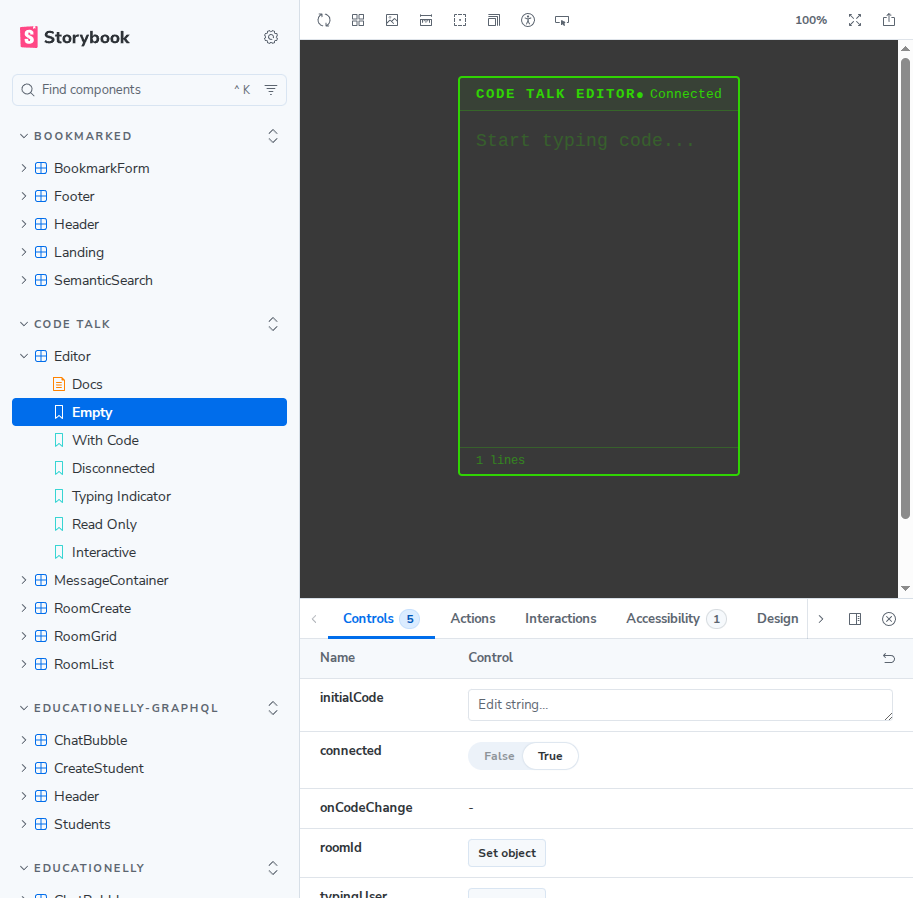 Storybook
Find components
^ K
BOOKMARKED
BookmarkForm
Footer
Header
Landing
SemanticSearch
CODE TALK
Editor
Docs
Empty
With Code
Disconnected
Typing Indicator
Read Only
Interactive
MessageContainer
RoomCreate
RoomGrid
RoomList
EDUCATIONELLY-GRAPHQL
ChatBubble
CreateStudent
Header
Students
EDUCATIONELLY
100%
CODE TALK EDITOR● Connected
Start typing code...
1 lines
Controls 5 Actions Interactions Accessibility 1 Design
Name Control
initialCode Edit string...
connected False True
onCodeChange -
roomId Set object
typingUser